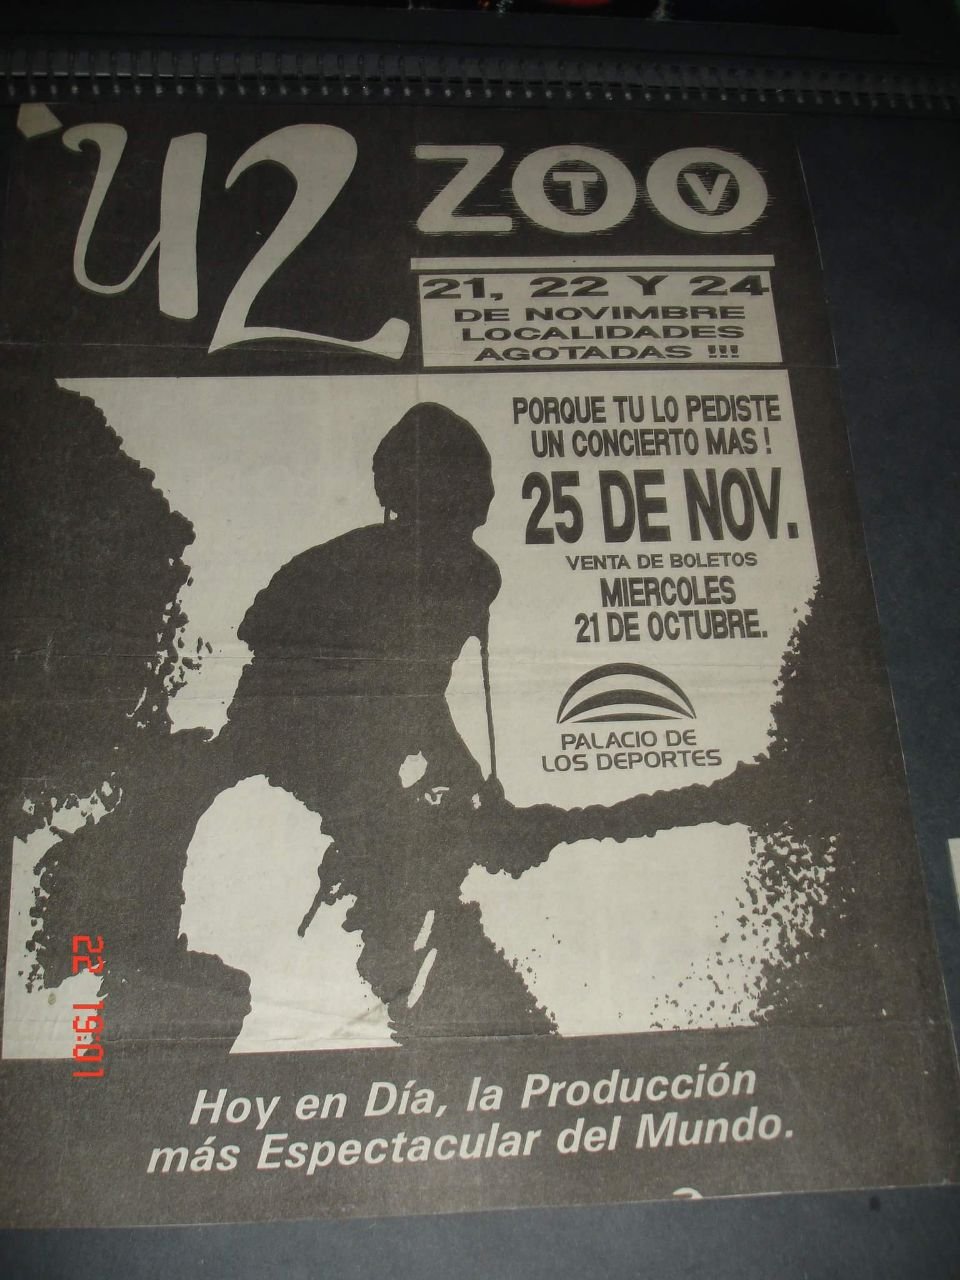 'U2
ZOO
TV
21, 22 Y 24
DE NOVIMBRE
LOCALIDADES
AGOTADAS !!!
PORQUE TU LO PEDISTE
UN CONCIERTO MAS !
25 DE NOV.
VENTA DE BOLETOS
MIERCOLES
21 DE OCTUBRE.
PALACIO DE
LOS DEPORTES
Hoy en Día, la Producción
más Espectacular del Mundo.
22 19:01